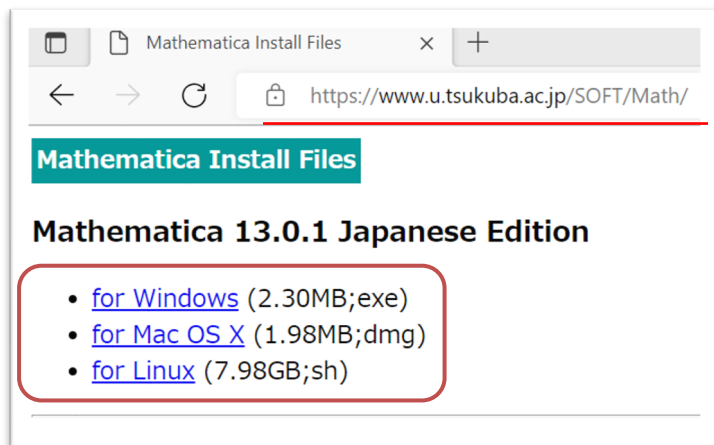 Mathematica Install Files
https://www.u.tsukuba.ac.jp/SOFT/Math/
Mathematica Install Files
Mathematica 13.0.1 Japanese Edition
for Windows (2.30MB;exe)
for Mac OS X (1.98MB;dmg)
for Linux (7.98GB;sh)